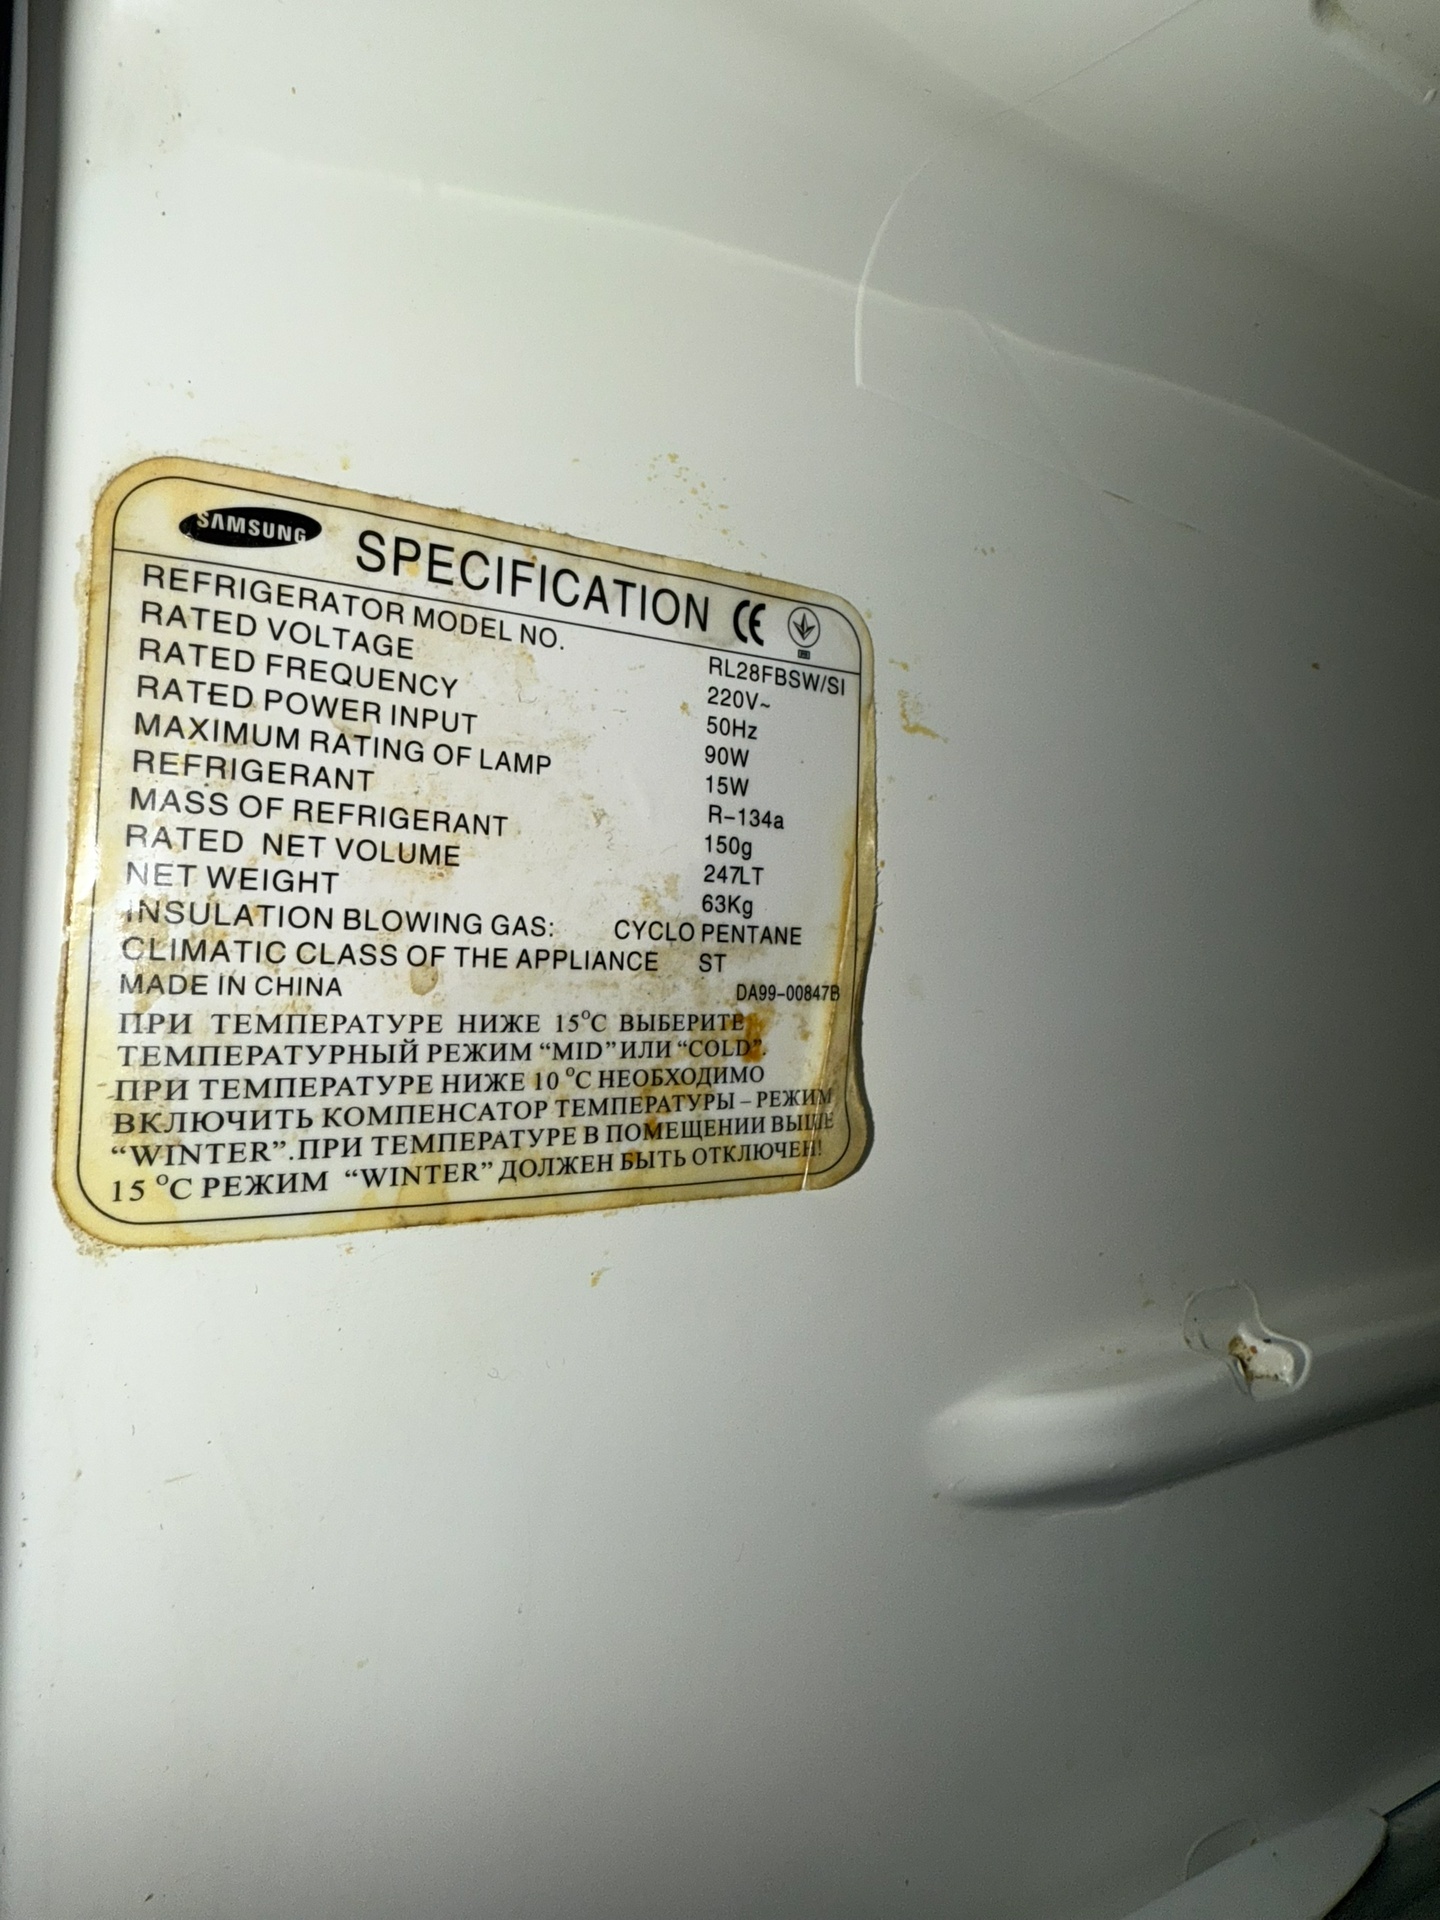 SAMSUNG SPECIFICATION CE
REFRIGERATOR MODEL NO. RL28FBSW/SI
RATED VOLTAGE 220V~
RATED FREQUENCY 50Hz
RATED POWER INPUT 90W
MAXIMUM RATING OF LAMP 15W
REFRIGERANT R-134a
MASS OF REFRIGERANT 150g
RATED NET VOLUME 247LT
NET WEIGHT 63Kg
INSULATION BLOWING GAS: CYCLO PENTANE
CLIMATIC CLASS OF THE APPLIANCE ST
MADE IN CHINA DA99-00847B
ПРИ ТЕМПЕРАТУРЕ НИЖЕ 15°C ВЫБЕРИТЕ
ТЕМПЕРАТУРНЫЙ РЕЖИМ “MID” ИЛИ “COLD”.
ПРИ ТЕМПЕРАТУРЕ НИЖЕ 10 °C НЕОБХОДИМО
ВКЛЮЧИТЬ КОМПЕНСАТОР ТЕМПЕРАТУРЫ – РЕЖИМ
“WINTER”. ПРИ ТЕМПЕРАТУРЕ В ПОМЕЩЕНИИ ВЫШЕ
15 °C РЕЖИМ “WINTER” ДОЛЖЕН БЫТЬ ОТКЛЮЧЕН!